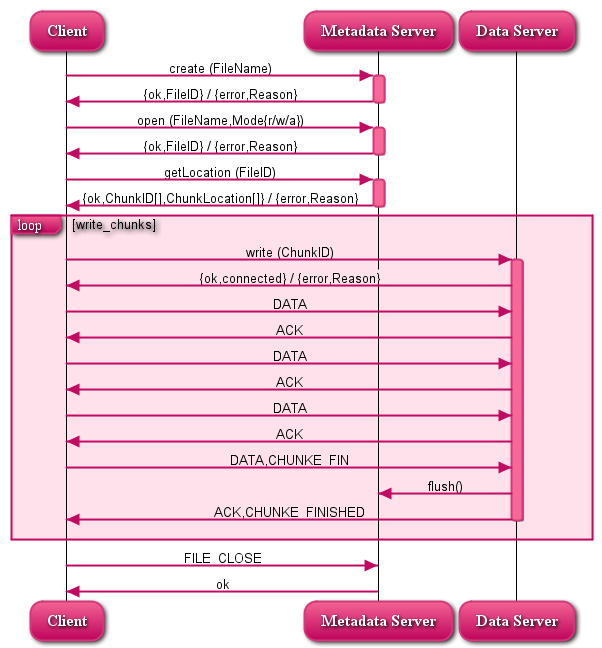 Client Metadata Server Data Server
create (FileName)
{ok,FileID} / {error,Reason}
open (FileName,Mode{r/w/a})
{ok,FileID} / {error,Reason}
getLocation (FileID)
{ok,ChunkID[],ChunkLocation[]} / {error,Reason}
loop [write_chunks]
write (ChunkID)
{ok,connected} / {error,Reason}
DATA
ACK
DATA
ACK
DATA
ACK
DATA,CHUNKE_FIN
flush()
ACK,CHUNKE_FINISHED
FILE_CLOSE
ok
Client Metadata Server Data Server